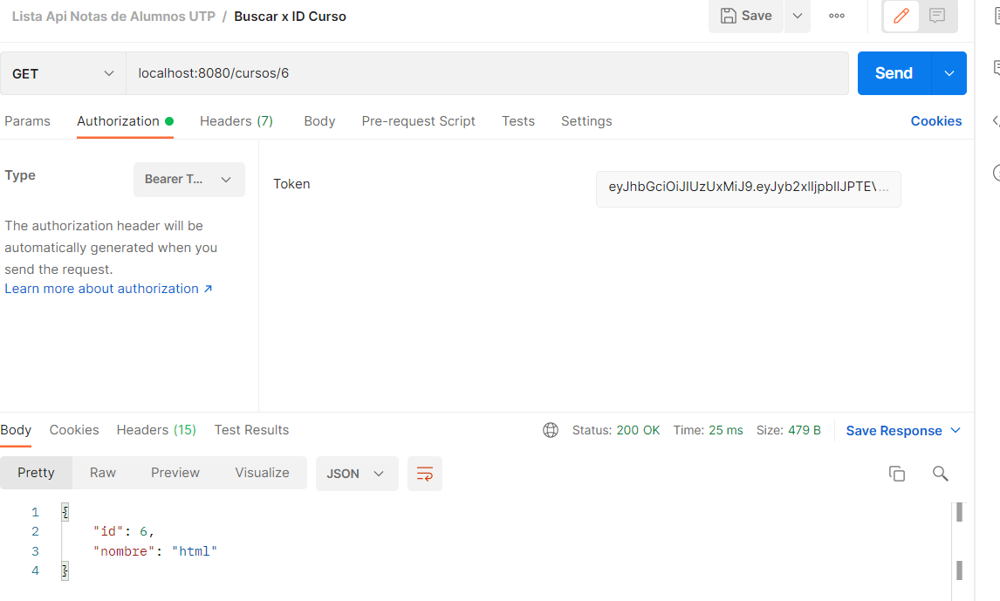 Lista Api Notas de Alumnos UTP / Buscar x ID Curso
Save
GET
localhost:8080/cursos/6
Send
Params Authorization Headers (7) Body Pre-request Script Tests Settings Cookies
Type
Bearer T...
Token
The authorization header will be
automatically generated when you
send the request.
Learn more about authorization ↗
Body Cookies Headers (15) Test Results
Status: 200 OK Time: 25 ms Size: 479 B Save Response
Pretty Raw Preview Visualize JSON
1 {
2 "id": 6,
3 "nombre": "html"
4 }